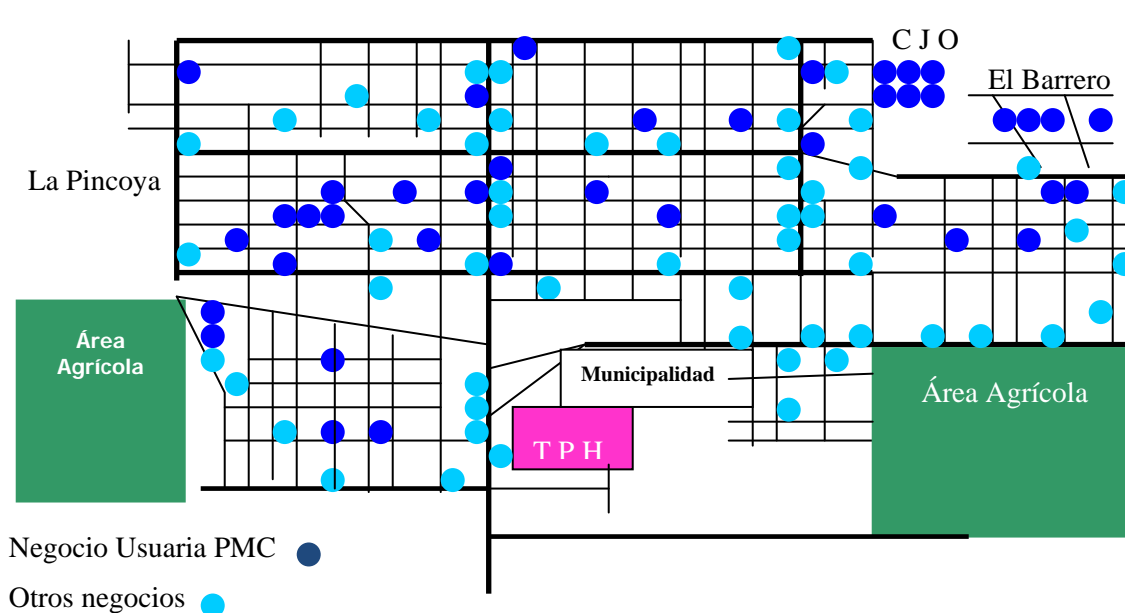 C J O
El Barrero
La Pincoya
Área
Agrícola
Municipalidad
Área Agrícola
T P H
Negocio Usuaria PMC
Otros negocios